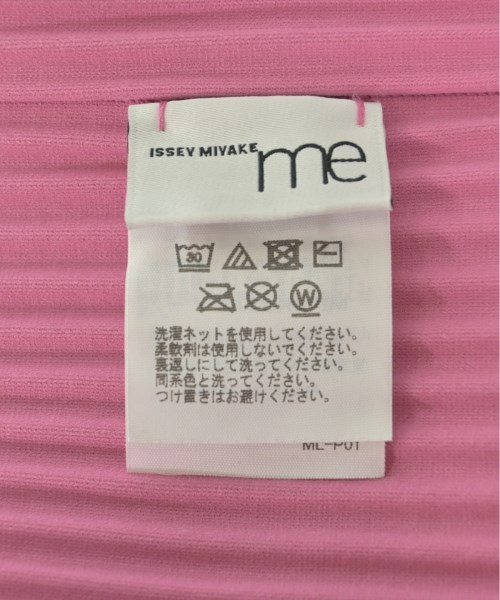 ISSEY MIYAKE me
30
W
洗濯ネットを使用してください。
柔軟剤は使用しないでください。
裏返しにして洗ってください。
同系色と洗ってください。
つけ置きはお避けください。
ML-P01